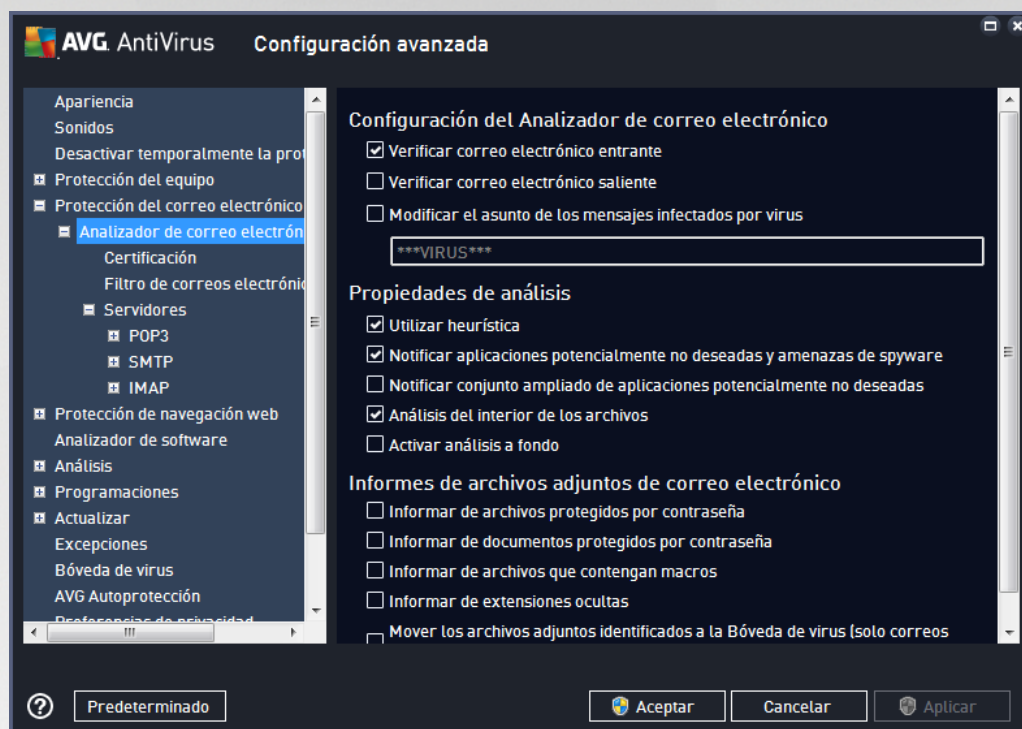 AVG. AntiVirus Configuración avanzada
Apariencia
Sonidos
Desactivar temporalmente la prot
Protección del equipo
Protección del correo electrónico
Analizador de correo electrón
Certificación
Filtro de correos electrónic
Servidores
POP3
SMTP
IMAP
Protección de navegación web
Analizador de software
Análisis
Programaciones
Actualizar
Excepciones
Bóveda de virus
AVG Autoprotección
Preferencias de privacidad
Configuración del Analizador de correo electrónico
Verificar correo electrónico entrante
Verificar correo electrónico saliente
Modificar el asunto de los mensajes infectados por virus
***VIRUS***
Propiedades de análisis
Utilizar heurística
Notificar aplicaciones potencialmente no deseadas y amenazas de spyware
Notificar conjunto ampliado de aplicaciones potencialmente no deseadas
Análisis del interior de los archivos
Activar análisis a fondo
Informes de archivos adjuntos de correo electrónico
Informar de archivos protegidos por contraseña
Informar de documentos protegidos por contraseña
Informar de archivos que contengan macros
Informar de extensiones ocultas
Mover los archivos adjuntos identificados a la Bóveda de virus (solo correos
? Predeterminado Aceptar Cancelar Aplicar